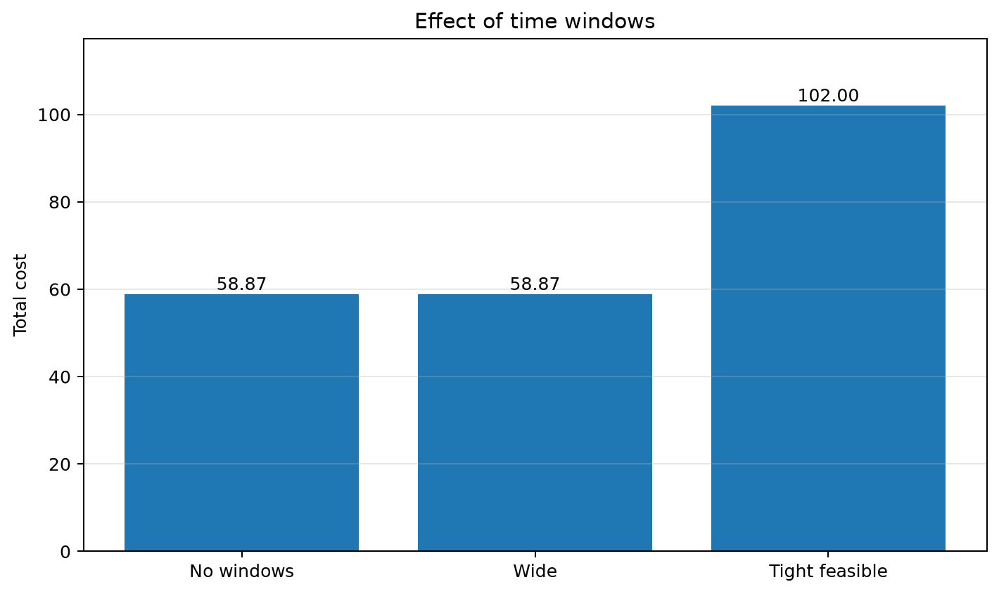 Effect of time windows
Total cost
100
80
60
40
20
0
58.87
58.87
102.00
No windows
Wide
Tight feasible